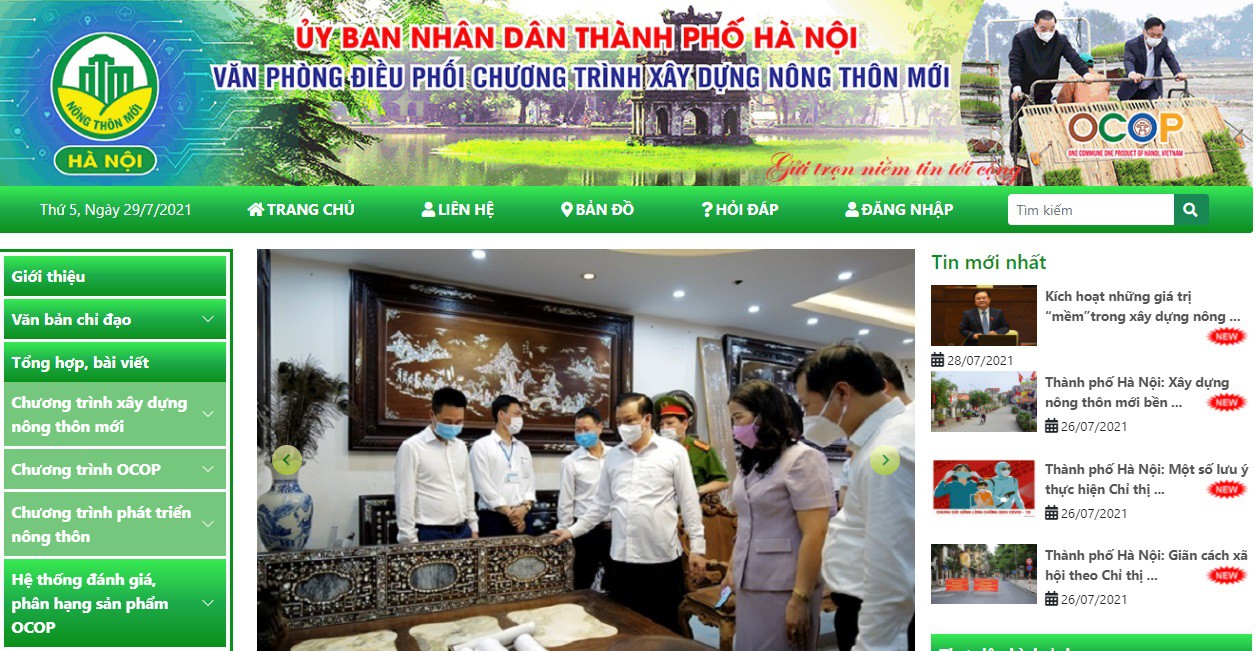 ỦY BAN NHÂN DÂN THÀNH PHỐ HÀ NỘI
VĂN PHÒNG ĐIỀU PHỐI CHƯƠNG TRÌNH XÂY DỰNG NÔNG THÔN MỚI
NTM
NÔNG THÔN MỚI
HÀ NỘI
OCOP
ONE COMMUNE ONE PRODUCT OF HANOI, VIETNAM
Gửi trọn niềm tin tới cộng
Thứ 5, Ngày 29/7/2021
TRANG CHỦ
LIÊN HỆ
BẢN ĐỒ
HỎI ĐÁP
ĐĂNG NHẬP
Tìm kiếm
Giới thiệu
Văn bản chỉ đạo
Tổng hợp, bài viết
Chương trình xây dựng
nông thôn mới
Chương trình OCOP
Chương trình phát triển
nông thôn
Hệ thống đánh giá,
phân hạng sản phẩm
OCOP
Tin mới nhất
Kích hoạt những giá trị
“mềm”trong xây dựng nông ...
NEW
28/07/2021
Thành phố Hà Nội: Xây dựng
nông thôn mới bền ...
NEW
26/07/2021
Thành phố Hà Nội: Một số lưu ý
thực hiện Chỉ thị ...
NEW
26/07/2021
Thành phố Hà Nội: Giãn cách xã
hội theo Chỉ thị ...
NEW
26/07/2021